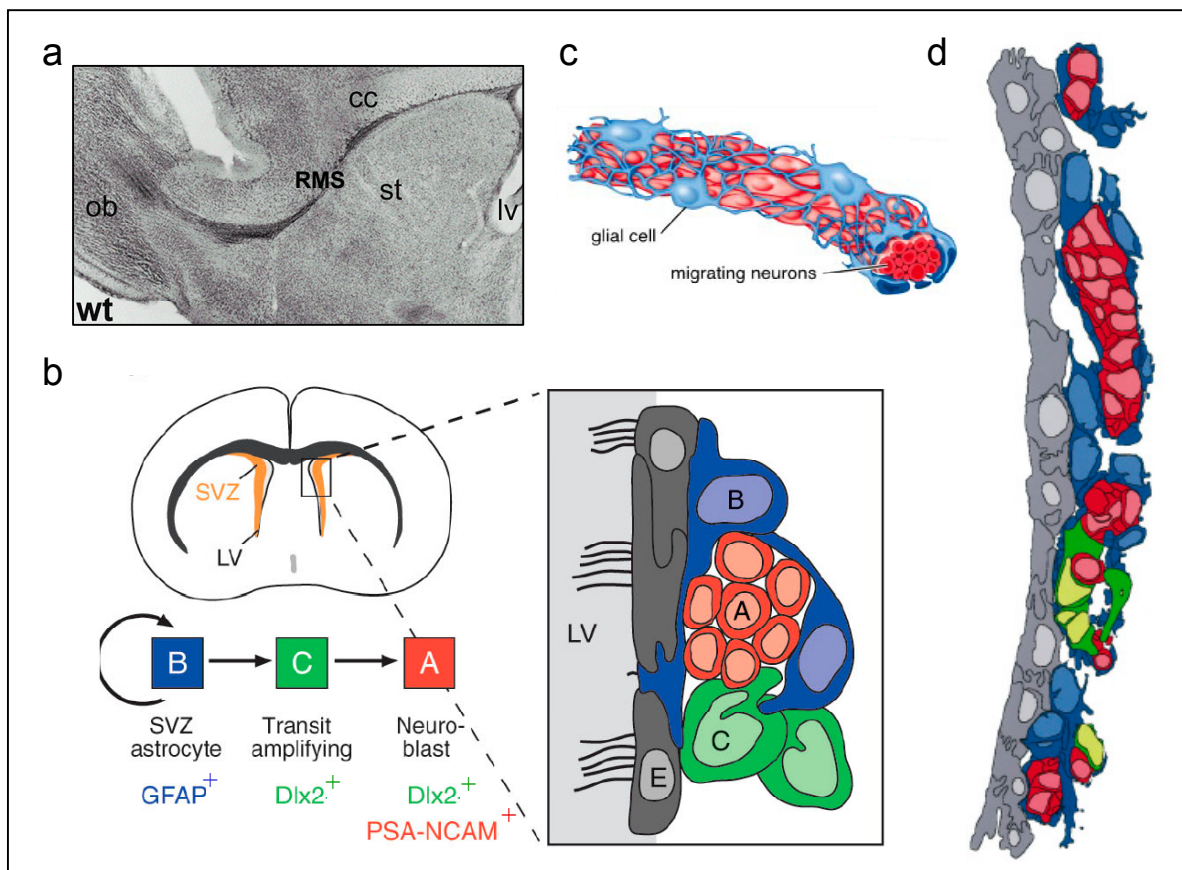 a
cc
RMS
ob
st
lv
wt
c
glial cell
migrating neurons
d
b
SVZ
LV
B
C
A
SVZ
astrocyte
Transit
amplifying
Neuro-
blast
GFAP+
Dlx2+
Dlx2+
PSA-NCAM+
B
A
LV
C
E